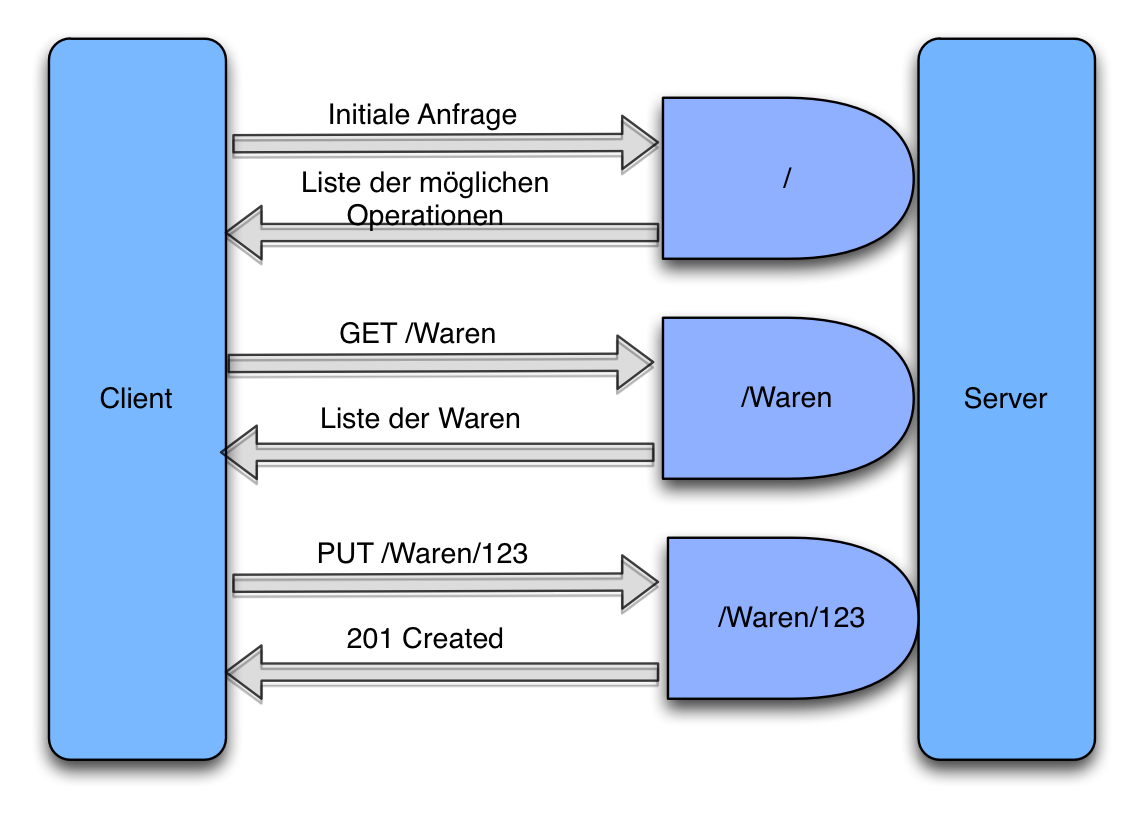 Initiale Anfrage
/
Liste der möglichen
Operationen
GET /Waren
Client
/Waren
Server
Liste der Waren
PUT /Waren/123
/Waren/123
201 Created